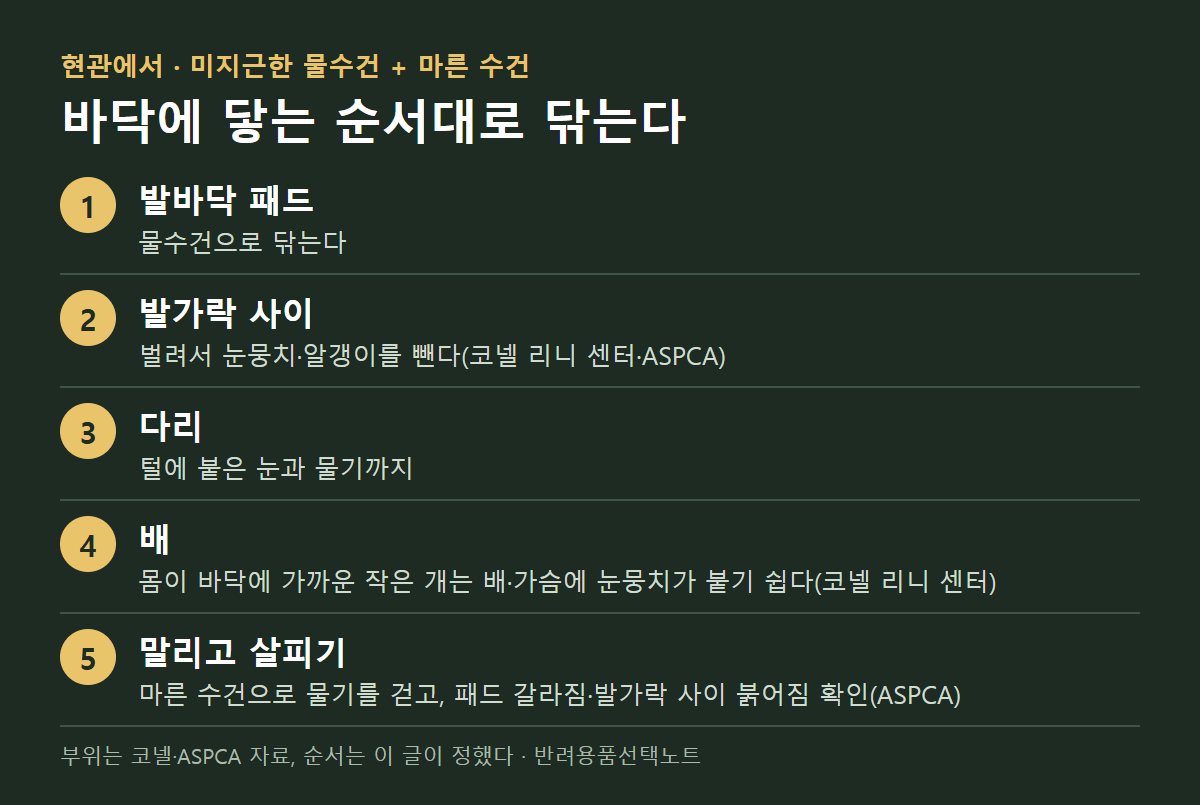 현관에서 · 미지근한 물수건 + 마른 수건
바닥에 닿는 순서대로 닦는다
1
발바닥 패드
물수건으로 닦는다
2
발가락 사이
벌려서 눈뭉치·알갱이를 뺀다(코넬 리니 센터·ASPCA)
3
다리
털에 붙은 눈과 물기까지
4
배
몸이 바닥에 가까운 작은 개는 배·가슴에 눈뭉치가 붙기 쉽다(코넬 리니 센터)
5
말리고 살피기
마른 수건으로 물기를 걷고, 패드 갈라짐·발가락 사이 붉어짐 확인(ASPCA)
부위는 코넬·ASPCA 자료, 순서는 이 글이 정했다 · 반려용품선택노트